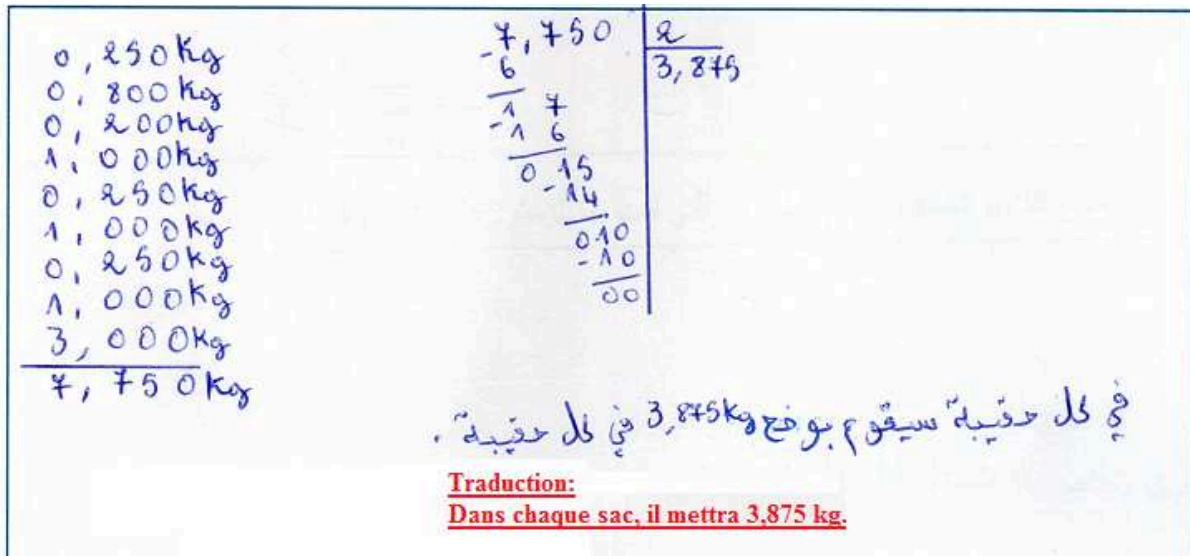 0,250Kg
0,800Kg
0,200Kg
1,000Kg
0,250Kg
1,000Kg
0,250Kg
1,000Kg
3,000Kg
7,750Kg
7,750 2
-6 3,875
1 7
-1 6
0 15
-14
010
-10
00
في كل حقيبة سيقوم بوضع 3,875Kg في كل حقيبة .
Traduction:
Dans chaque sac, il mettra 3,875 kg.